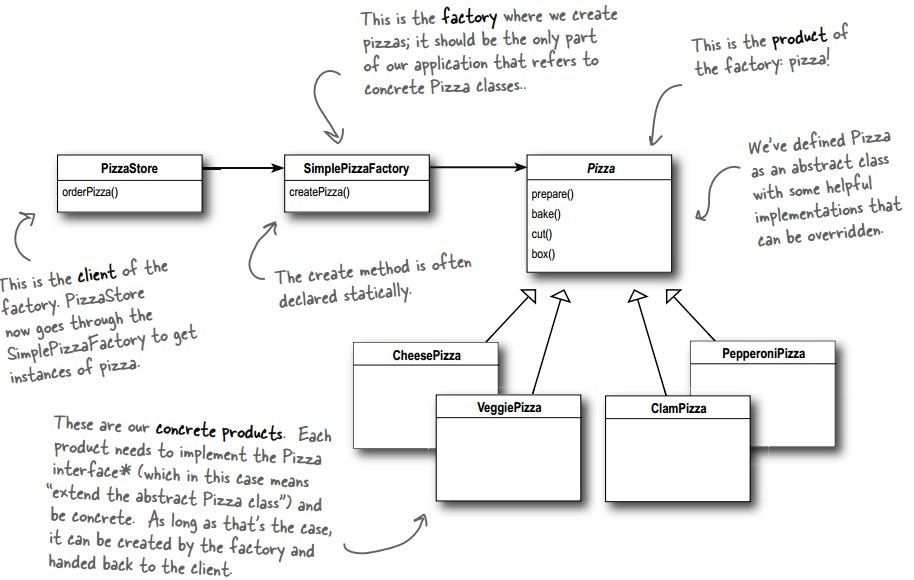 This is the factory where we create
pizzas; it should be the only part
of our application that refers to
concrete Pizza classes..
This is the product of
the factory: pizza!
PizzaStore
orderPizza()
SimplePizzaFactory
createPizza()
Pizza
prepare()
bake()
cut()
box()
We've defined Pizza
as an abstract class
with some helpful
implementations that
can be overridden.
This is the client of the
factory. PizzaStore
now goes through the
SimplePizzaFactory to get
instances of pizza.
The create method is often
declared statically.
CheesePizza
VeggiePizza
ClamPizza
PepperoniPizza
These are our concrete products. Each
product needs to implement the Pizza
interface* (which in this case means
“extend the abstract Pizza class”) and
be concrete. As long as that's the case,
it can be created by the factory and
handed back to the client.